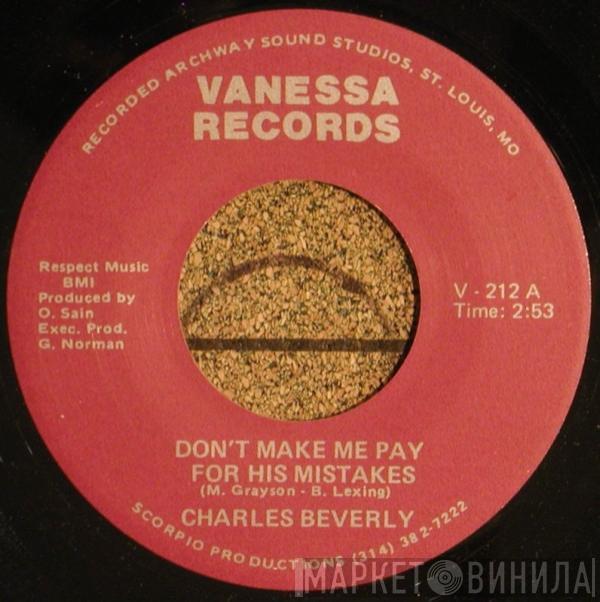 RECORDED ARCHWAY SOUND STUDIOS, ST. LOUIS, MO
VANESSA
RECORDS
Respect Music
BMI
Produced by
O. Sain
Exec. Prod.
G. Norman
V - 212 A
Time: 2:53
DON'T MAKE ME PAY
FOR HIS MISTAKES
(M. Grayson - B. Lexing)
CHARLES BEVERLY
SCORPIO PRODUCTIONS (314) 382-7222
МАРКЕТ ВИНИЛА